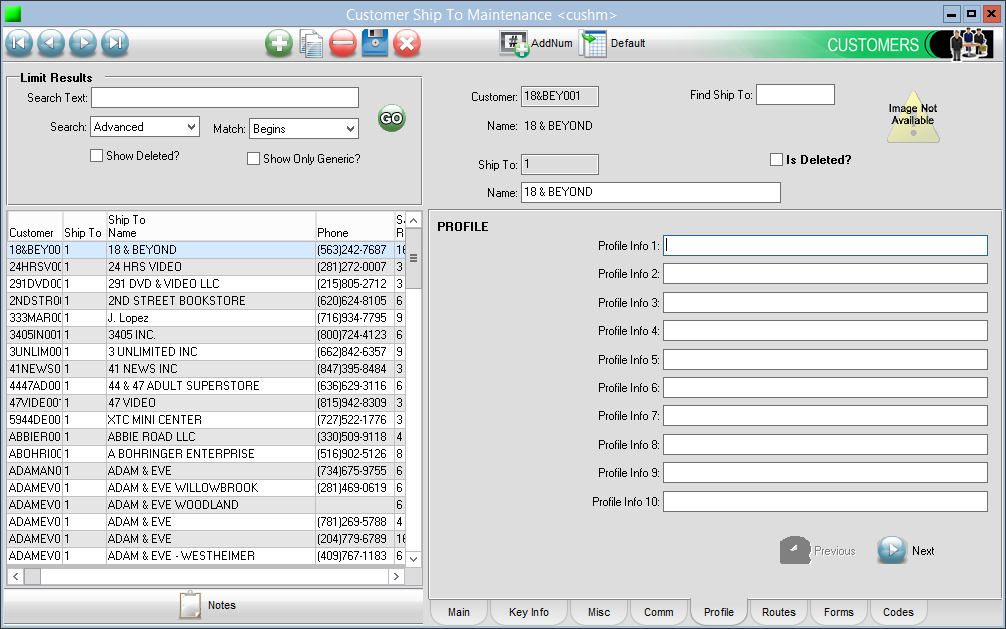 Customer Ship To Maintenance <cushm>
AddNum Default CUSTOMERS
Limit Results
Search Text:
GO
Search: Advanced Match: Begins
Show Deleted? Show Only Generic?
Customer: 18&BEY001 Find Ship To:
Image Not
Available
Name: 18 & BEYOND
Ship To: 1 Is Deleted?
Name: 18 & BEYOND
Customer Ship To Ship To Name Phone
18&BEY00 1 18 & BEYOND (563)242-7687 16
24HRSV00 1 24 HRS VIDEO (281)272-0007 3
291DVD00 1 291 DVD & VIDEO LLC (215)805-2712 3
2NDSTR0 1 2ND STREET BOOKSTORE (620)624-8105 6
333MAR00 1 J. Lopez (716)934-7795 9
3405IN001 1 3405 INC. (800)724-4123 6
3UNLIM00 1 3 UNLIMITED INC (662)842-6357 9
41NEWS0 1 41 NEWS INC (847)395-8484 3
4447AD00 1 44 & 47 ADULT SUPERSTORE (636)629-3116 6
47VIDE00 1 47 VIDEO (815)942-8309 3
5944DE00 1 XTC MINI CENTER (727)522-1776 3
ABBIER00 1 ABBIE ROAD LLC (330)509-9118 4
ABOHRI0 1 A BOHRINGER ENTERPRISE (516)902-5126 8
ADAMAN0 1 ADAM & EVE (734)675-9755 6
ADAMEV0 1 ADAM & EVE WILLOWBROOK (281)469-0619 6
ADAMEV0 1 ADAM & EVE WOODLAND 6
ADAMEV0 1 ADAM & EVE (781)269-5788 4
ADAMEV0 1 ADAM & EVE (204)779-6789 16
ADAMEV0 1 ADAM & EVE - WESTHEIMER (409)767-1183 6
Notes
PROFILE
Profile Info 1:
Profile Info 2:
Profile Info 3:
Profile Info 4:
Profile Info 5:
Profile Info 6:
Profile Info 7:
Profile Info 8:
Profile Info 9:
Profile Info 10:
Previous Next
Main Key Info Misc Comm Profile Routes Forms Codes